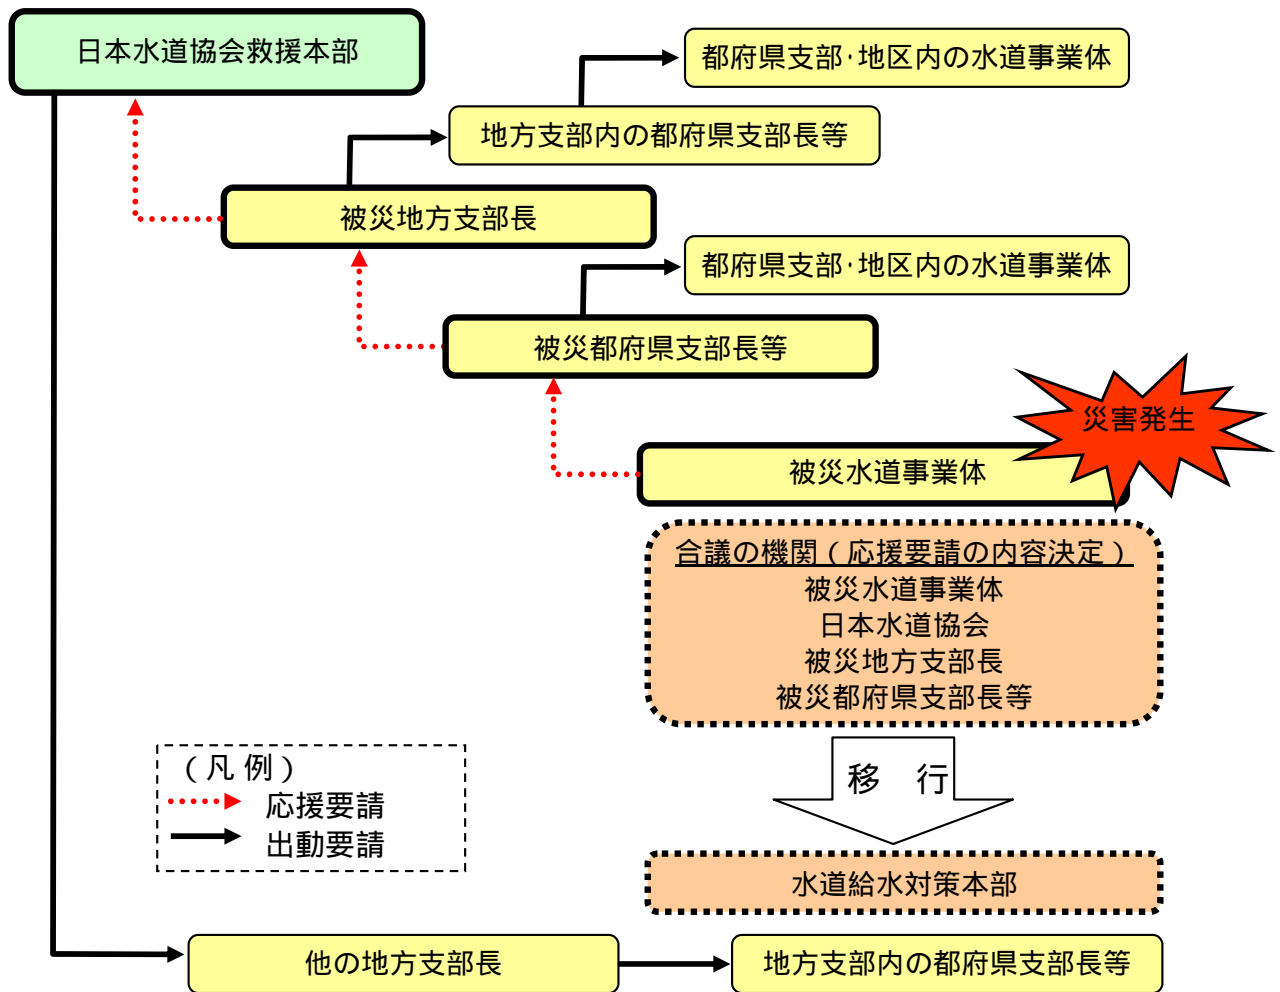 日本水道協会救援本部
都府県支部･地区内の水道事業体
地方支部内の都府県支部長等
被災地方支部長
都府県支部･地区内の水道事業体
被災都府県支部長等
災害発生
被災水道事業体
合議の機関（応援要請の内容決定）
被災水道事業体
日本水道協会
被災地方支部長
被災都府県支部長等
移　行
（凡 例）
応援要請
出動要請
水道給水対策本部
他の地方支部長
地方支部内の都府県支部長等